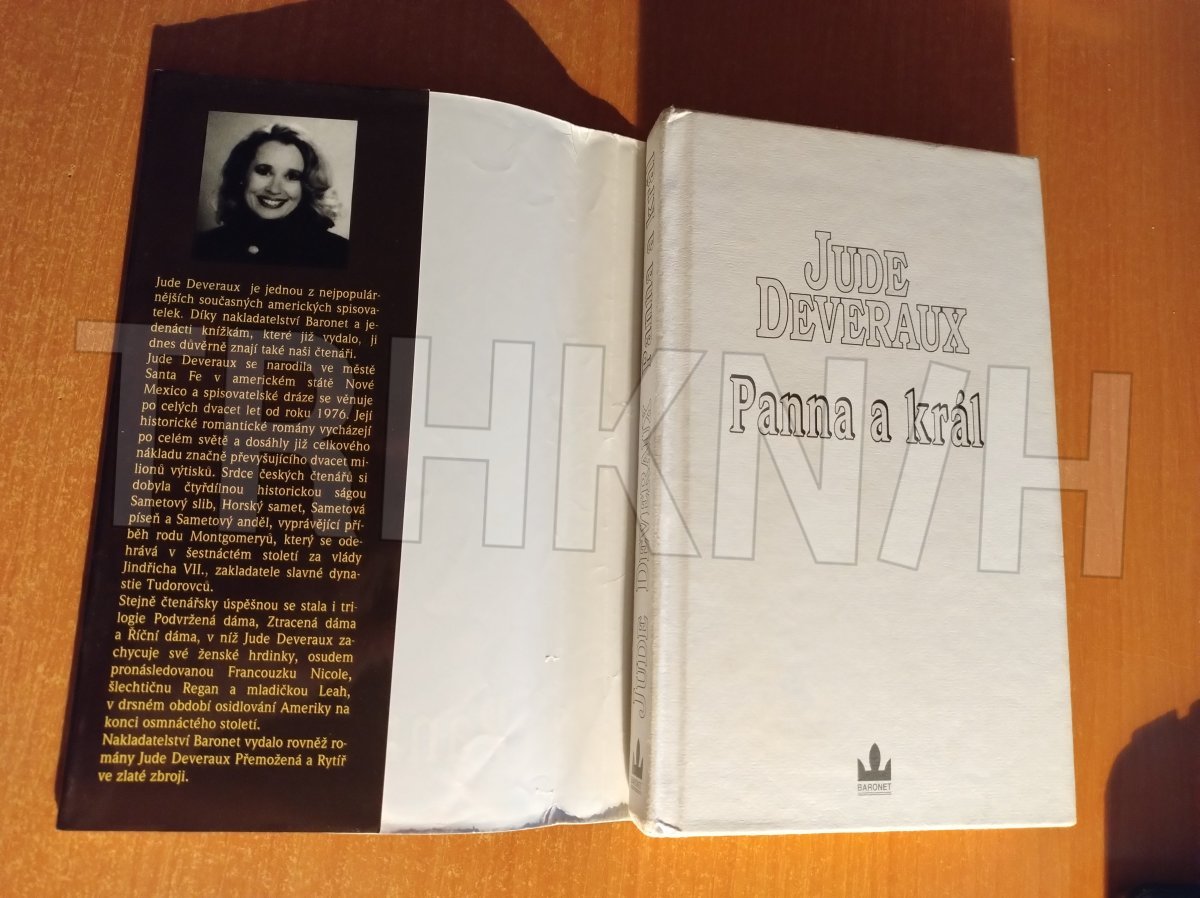 Jude Deveraux je jednou z nejpopulár-
nějších současných amerických spisova-
telek. Díky nakladatelství Baronet a je-
denácti knížkám, které již vydalo, ji
dnes důvěrně znají také naši čtenáři.
Jude Deveraux se narodila ve městě
Santa Fe v americkém státě Nové
Mexico a spisovatelské dráze se věnuje
po celých dvacet let od roku 1976. Její
historické romantické romány vycházejí
po celém světě a dosáhly již celkového
nákladu značně převyšujícího dvacet mi-
lionů výtisků. Srdce českých čtenářů si
dobyla čtyřdílnou historickou ságou
Sametový slib, Horský samet, Sametová
píseň a Sametový anděl, vyprávějící pří-
běh rodu Montgomeryů, který se ode-
hrává v šestnáctém století za vlády
Jindřicha VII., zakladatele slavné dyna-
stie Tudorovců.
Stejně čtenářsky úspěšnou se stala i tri-
logie Podvržená dáma, Ztracená dáma
a Říční dáma, v níž Jude Deveraux za-
chycuje své ženské hrdinky, osudem
pronásledovanou Francouzku Nicole,
šlechtičnu Regan a mladičkou Leah,
v drsném období osidlování Ameriky na
konci osmnáctého století.
Nakladatelství Baronet vydalo rovněž ro-
mány Jude Deveraux Přemožená a Rytíř
ve zlaté zbroji.
Jude Deveraux Panna a král
JUDE
DEVERAUX
Panna a král
BARONET
TRHKNIH